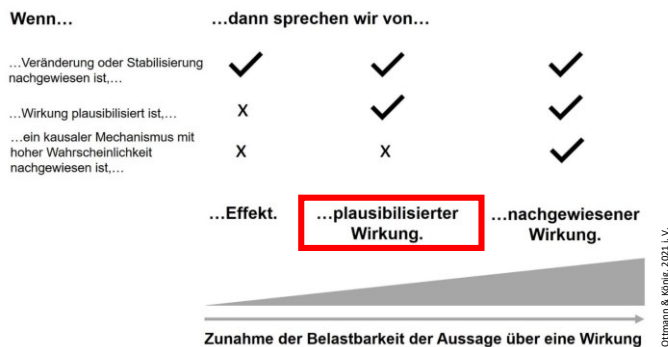 Wenn… …dann sprechen wir von…
…Veränderung oder Stabilisierung
nachgewiesen ist,…
…Wirkung plausibilisiert ist,… X
…ein kausaler Mechanismus mit
hoher Wahrscheinlichkeit X X
nachgewiesen ist,…
…Effekt. …plausibilisierter …nachgewiesener
Wirkung. Wirkung.
Zunahme der Belastbarkeit der Aussage über eine Wirkung
Ottmann & König, 2021 i. V.